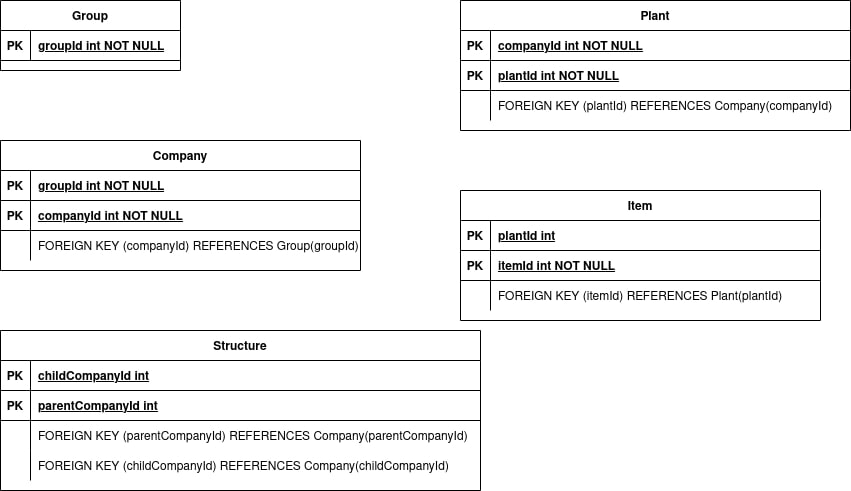 Group
PK groupId int NOT NULL
Company
PK groupId int NOT NULL
PK companyId int NOT NULL
FOREIGN KEY (companyId) REFERENCES Group(groupId)
Structure
PK childCompanyId int
PK parentCompanyId int
FOREIGN KEY (parentCompanyId) REFERENCES Company(parentCompanyId)
FOREIGN KEY (childCompanyId) REFERENCES Company(childCompanyId)
Plant
PK companyId int NOT NULL
PK plantId int NOT NULL
FOREIGN KEY (plantId) REFERENCES Company(companyId)
Item
PK plantId int
PK itemId int NOT NULL
FOREIGN KEY (itemId) REFERENCES Plant(plantId)